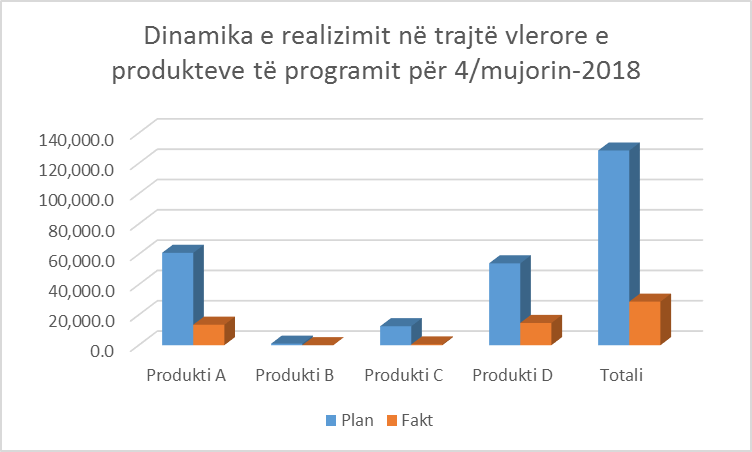 Dinamika e realizimit në trajtë vlerore e
produkteve të programit për 4/mujorin-2018
140,000.0
120,000.0
100,000.0
80,000.0
60,000.0
40,000.0
20,000.0
0.0
Produkti A Produkti B Produkti C Produkti D Totali
Plan Fakt